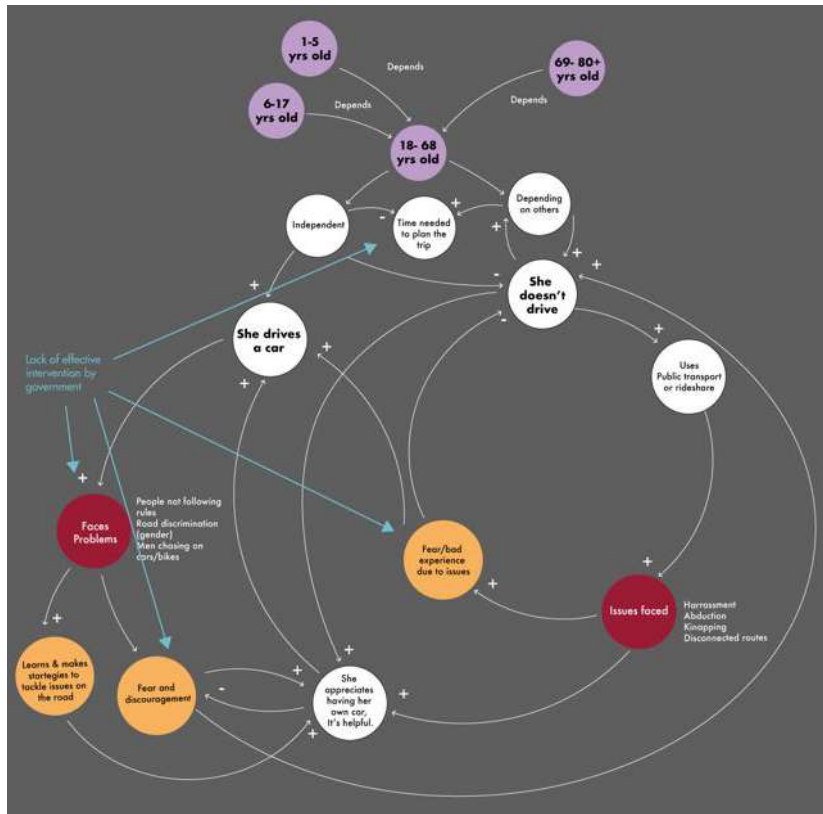 1-5
yrs old
Depends
69- 80+
yrs old
6-17
yrs old
Depends
Depends
18- 68
yrs old
Independent
-
Time needed
to plan the
trip
+
Depending
on others
+
+
+
+
-
She
doesn't
drive
-
She drives
a car
+
+
+
Uses
Public transport
or rideshare
Lack of effective
intervention by
government
+
Faces
Problems
People not following
rules
Road discrimination
(gender)
Men chasing on
cars/bikes
Fear/bad
experience
due to issues
+
+
Issues faced
Harrassment
Abduction
Kinapping
Disconnected routes
+
Learns & makes
startegies to
tackle issues on
the road
Fear and
discouragement
+
-
+
She
appreciates
having her
own car,
It's helpful.
+
+